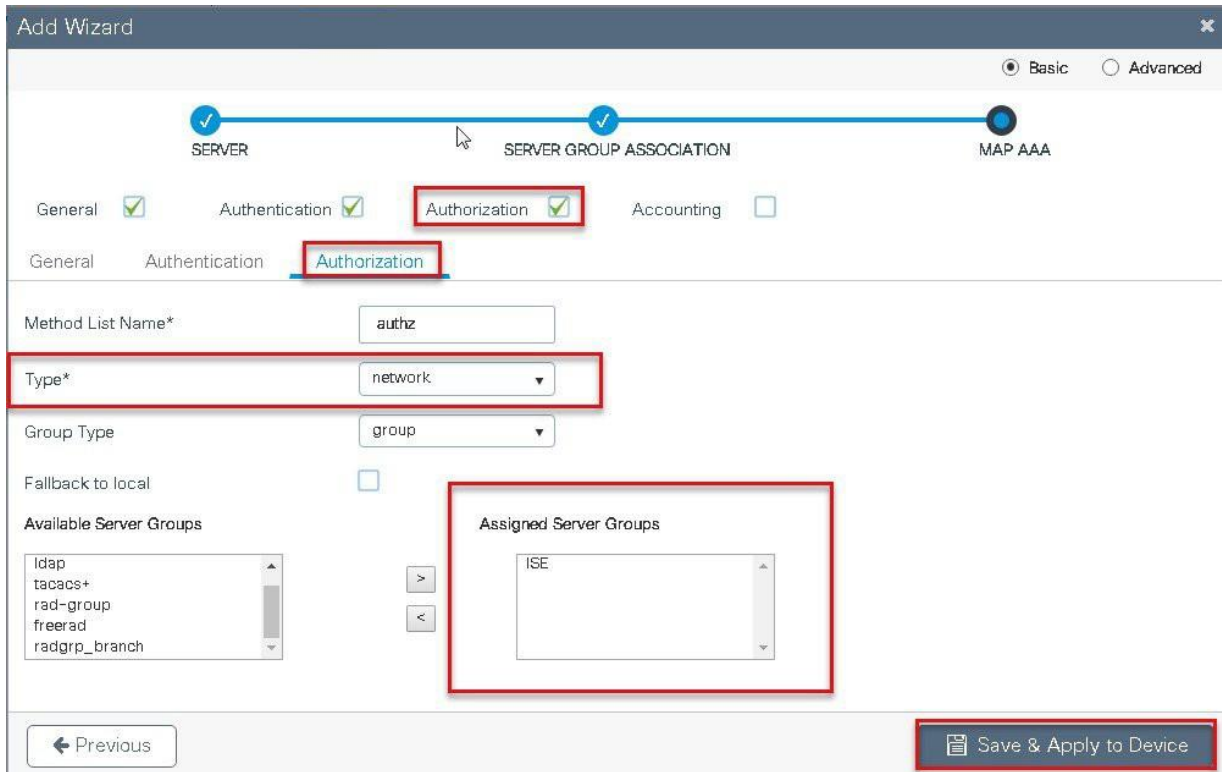 Add Wizard
Basic Advanced
SERVER SERVER GROUP ASSOCIATION MAP AAA
General Authentication Authorization Accounting
General Authentication Authorization
Method List Name* authz
Type* network
Group Type group
Fallback to local
Available Server Groups Assigned Server Groups
ldap ISE
tacacs+
rad-group
freerad
radgrp_branch
Previous Save & Apply to Device